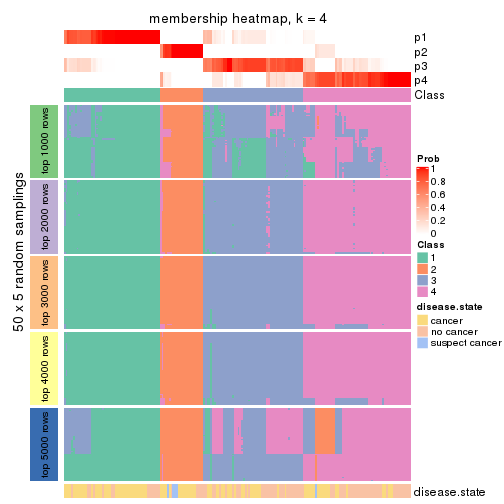 membership heatmap, k = 4
p1
p2
p3
p4
Class
50 x 5 random samplings
top 1000 rows
top 2000 rows
top 3000 rows
top 4000 rows
top 5000 rows
disease.state
Prob
1
0.8
0.6
0.4
0.2
0
Class
1
2
3
4
disease.state
cancer
no cancer
suspect cancer